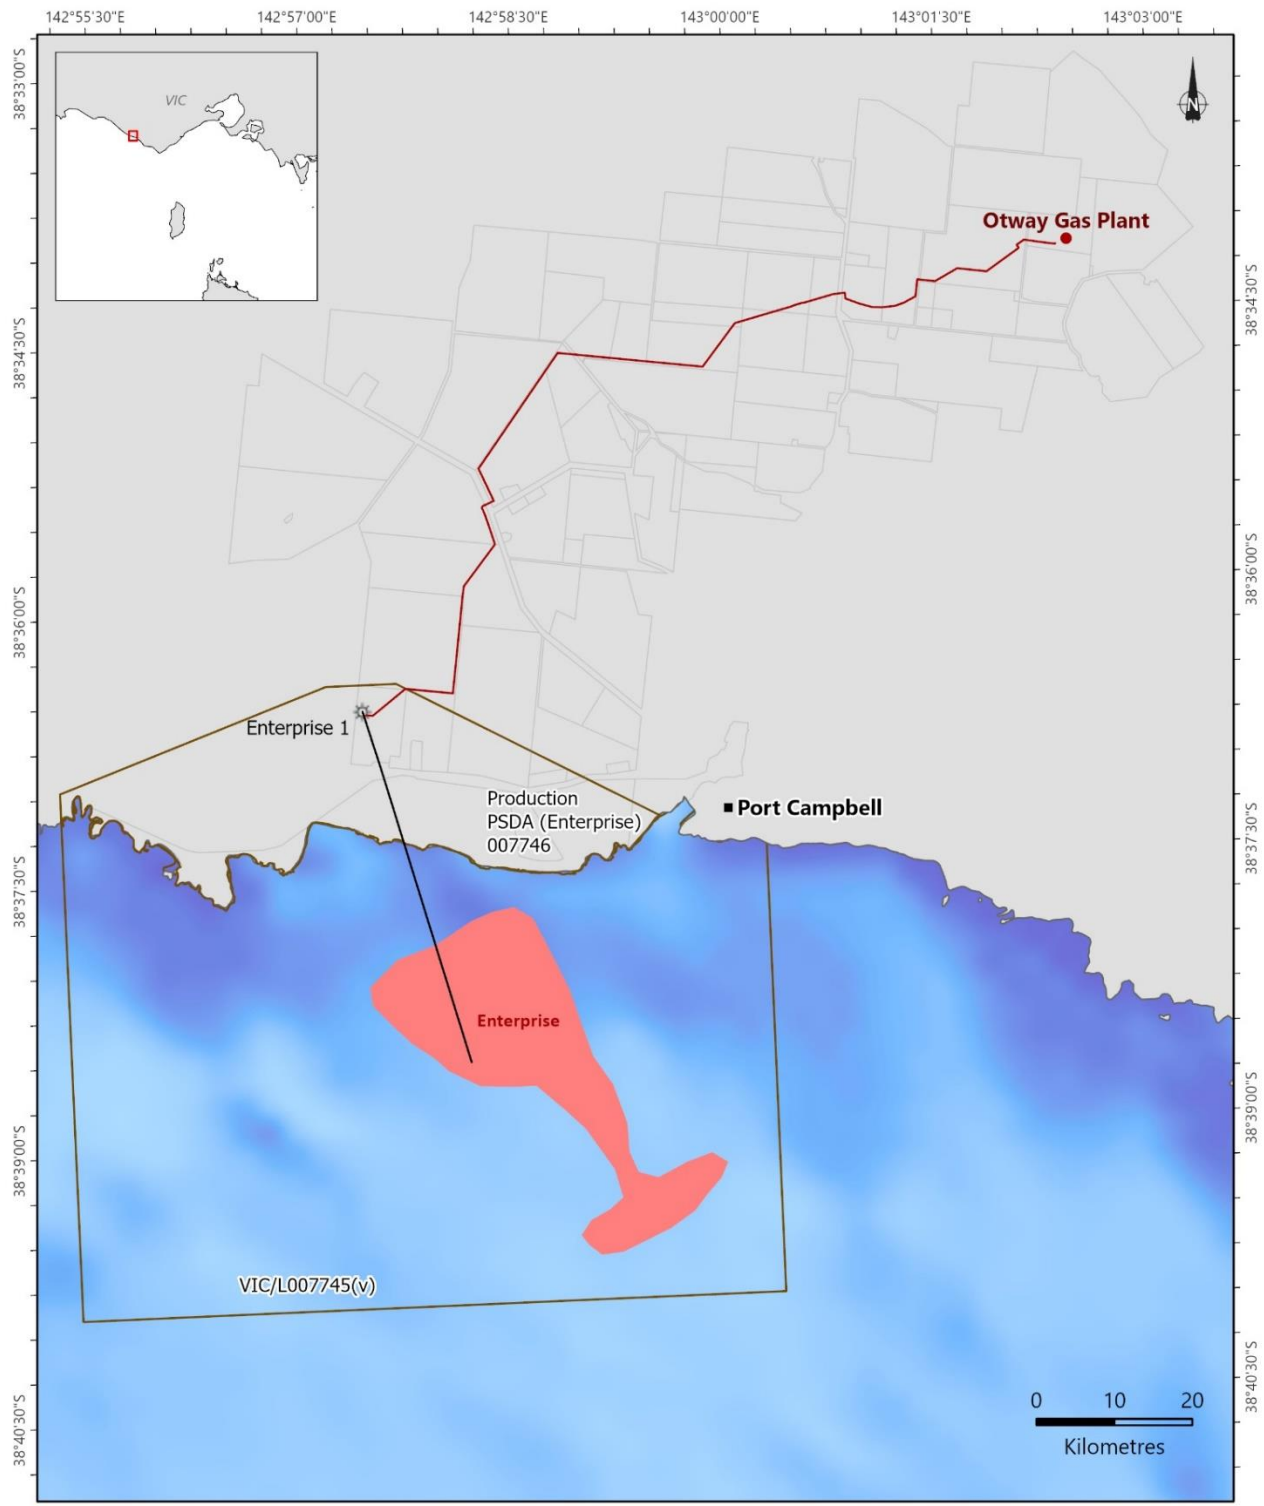 142°55'30"E 142°57'00"E 142°58'30"E 143°00'00"E 143°01'30"E 143°03'00"E
38°33'00"S
VIC
N
Otway Gas Plant
38°34'30"S
38°34'30"S
38°36'00"S
38°36'00"S
Enterprise 1
Production
PSDA (Enterprise)
007746
Port Campbell
38°37'30"S
38°37'30"S
Enterprise
38°39'00"S
38°39'00"S
VIC/L007745(v)
38°40'30"S
38°40'30"S
0 10 20
Kilometres